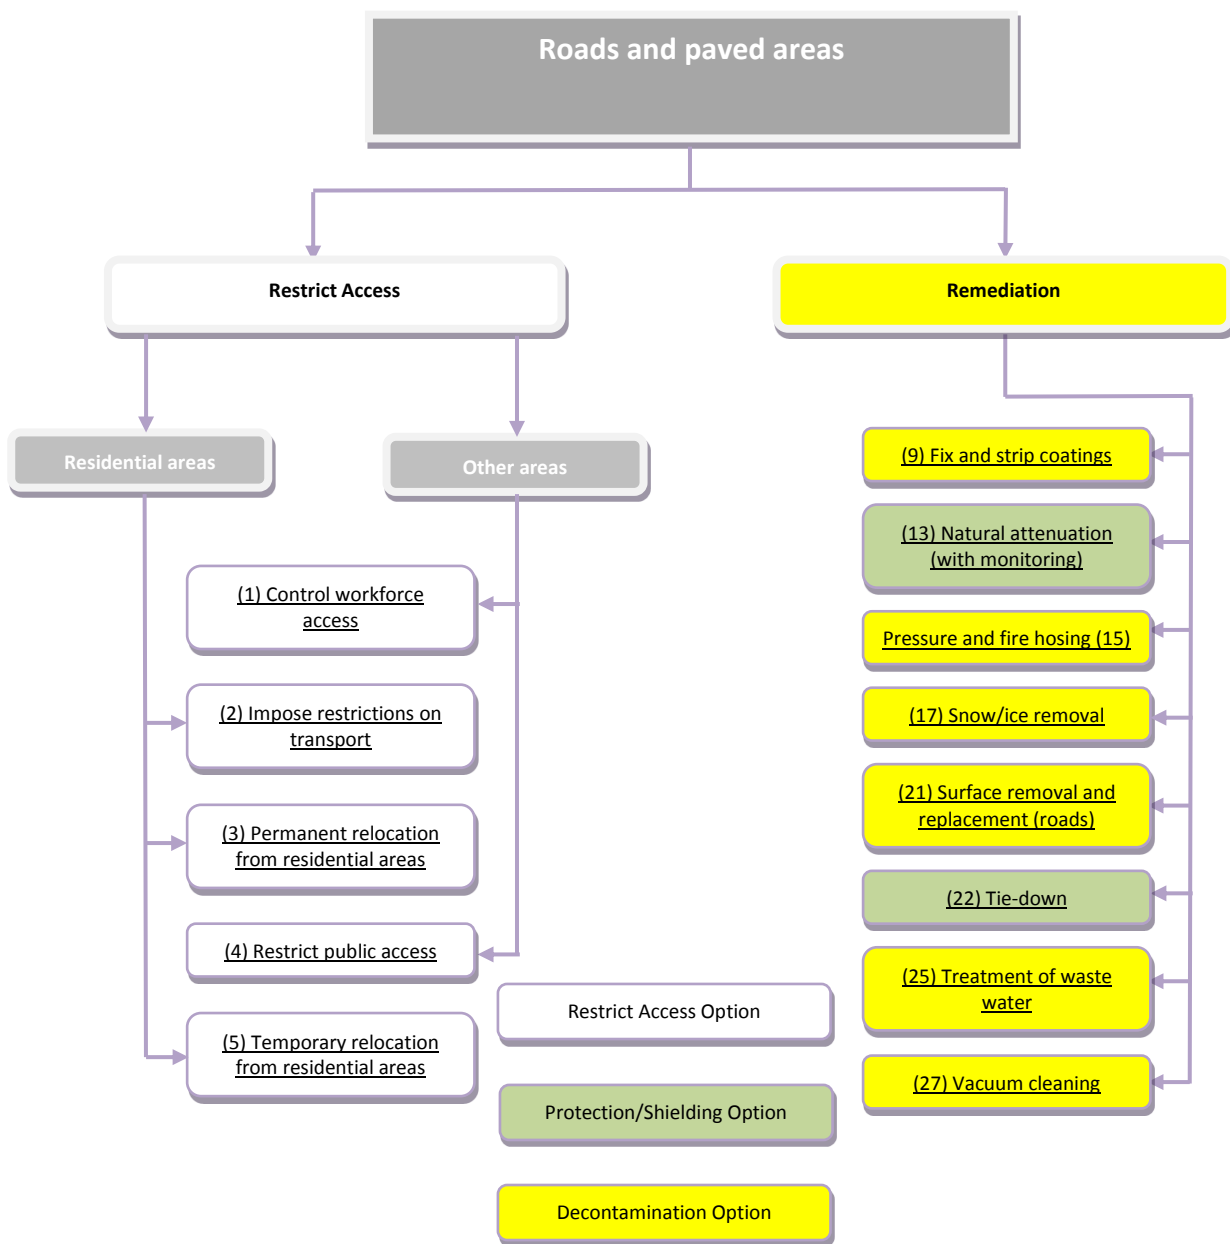 Roads and paved areas
Restrict Access
Remediation
Residential areas
Other areas
(1) Control workforce
access
(2) Impose restrictions on
transport
(3) Permanent relocation
from residential areas
(4) Restrict public access
(5) Temporary relocation
from residential areas
Restrict Access Option
Protection/Shielding Option
Decontamination Option
(9) Fix and strip coatings
(13) Natural attenuation
(with monitoring)
Pressure and fire hosing (15)
(17) Snow/ice removal
(21) Surface removal and
replacement (roads)
(22) Tie-down
(25) Treatment of waste
water
(27) Vacuum cleaning